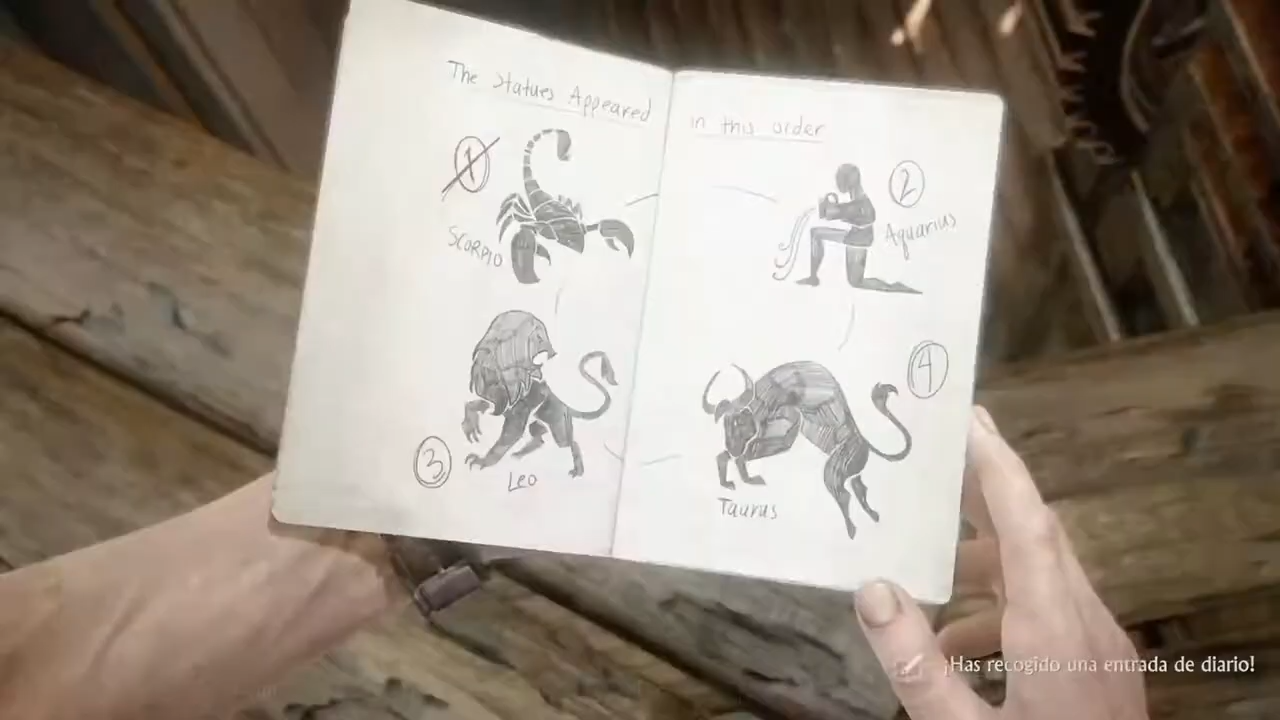 The Statues Appeared in this order
1
SCORPIO
2
Aquarius
3
Leo
4
Taurus
¡Has recogido una entrada de diario!